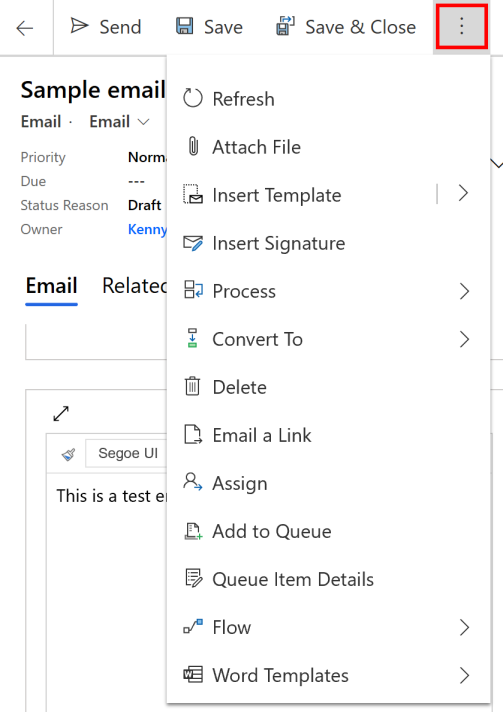 Send Save Save & Close
Sample email
Email · Email
Priority Norma
Due ---
Status Reason Draft
Owner Kenny
Email Related
Segoe UI
This is a test e
Refresh
Attach File
Insert Template
Insert Signature
Process
Convert To
Delete
Email a Link
Assign
Add to Queue
Queue Item Details
Flow
Word Templates